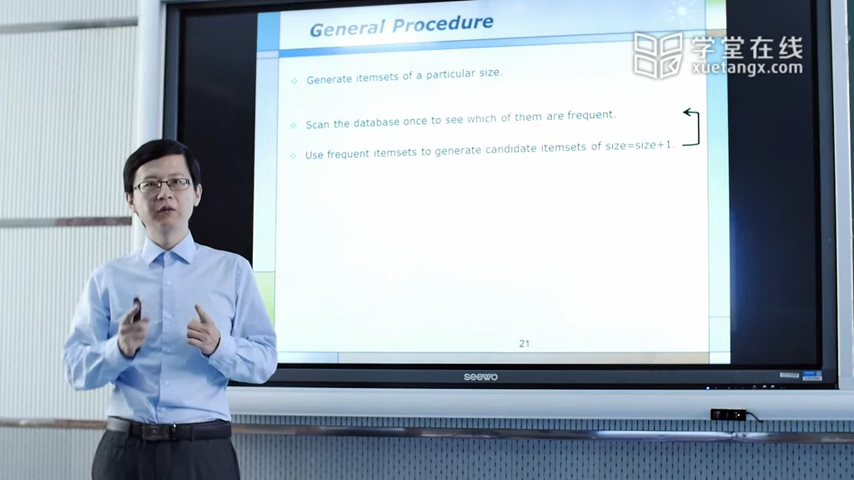 General Procedure
学堂在线
xuetangx.com
Generate itemsets of a particular size.
Scan the database once to see which of them are frequent.
Use frequent itemsets to generate candidate itemsets of size=size+1.
21
seewo